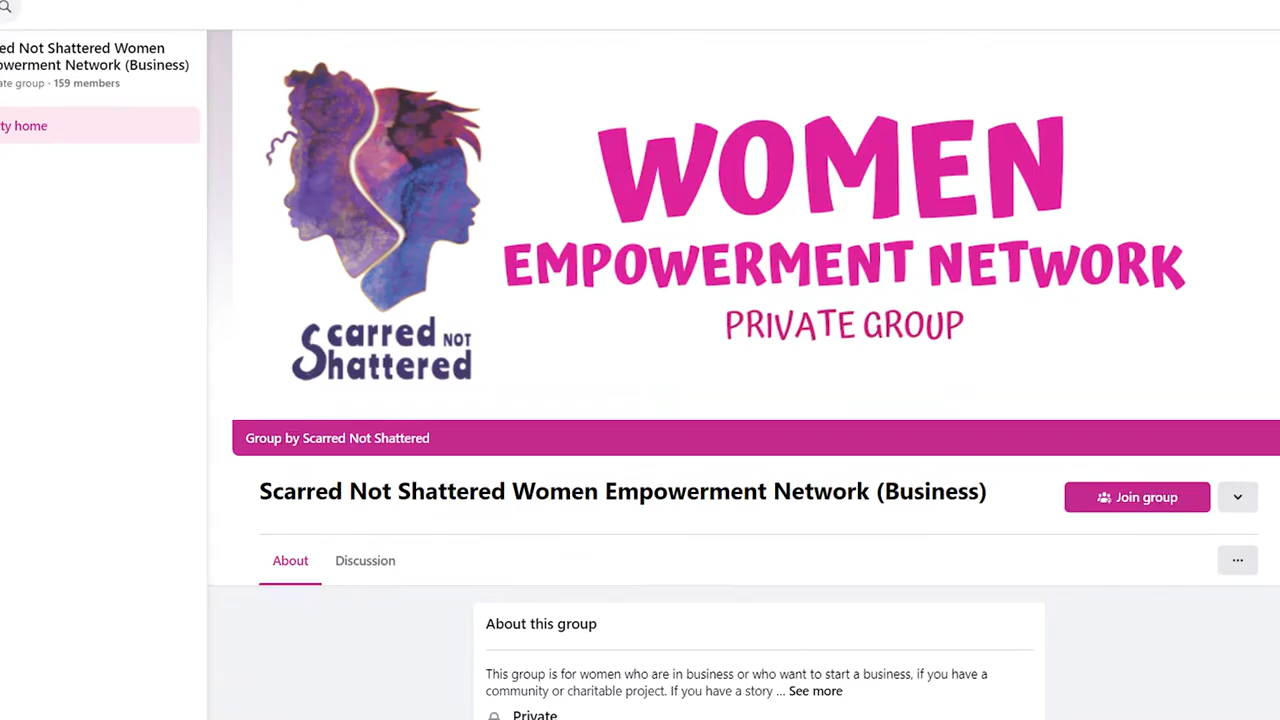 ed Not Shattered Women
owerment Network (Business)
ate group · 159 members
ty home
WOMEN
EMPOWERMENT NETWORK
PRIVATE GROUP
Scarred NOT
Shattered
Group by Scarred Not Shattered
Scarred Not Shattered Women Empowerment Network (Business)
Join group
About
Discussion
About this group
This group is for women who are in business or who want to start a business, if you have a
community or charitable project. If you have a story ... See more
Private